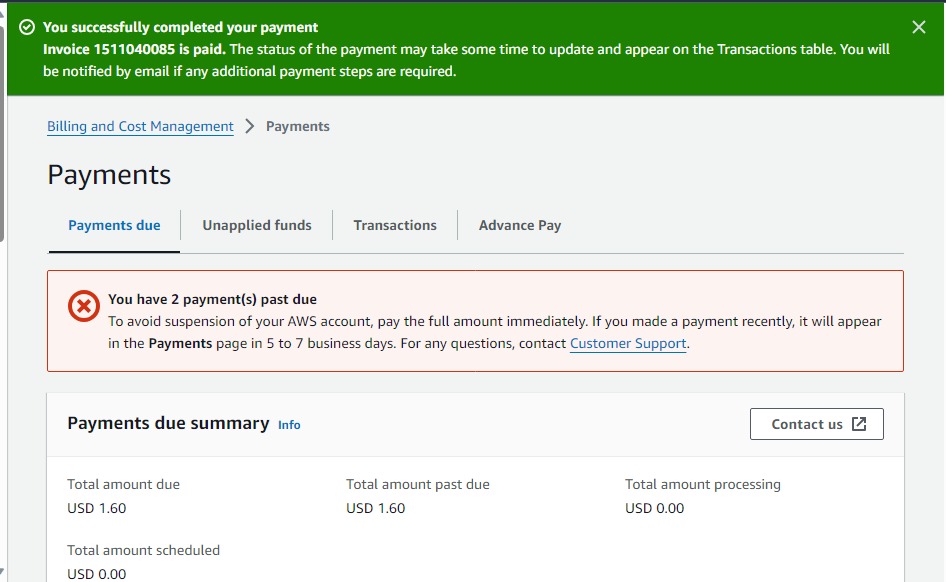 You successfully completed your payment
Invoice 1511040085 is paid. The status of the payment may take some time to update and appear on the Transactions table. You will
be notified by email if any additional payment steps are required.
Billing and Cost Management > Payments
Payments
Payments due
Unapplied funds
Transactions
Advance Pay
You have 2 payment(s) past due
To avoid suspension of your AWS account, pay the full amount immediately. If you made a payment recently, it will appear
in the Payments page in 5 to 7 business days. For any questions, contact Customer Support.
Payments due summary Info
Contact us
Total amount due
USD 1.60
Total amount past due
USD 1.60
Total amount processing
USD 0.00
Total amount scheduled
USD 0.00